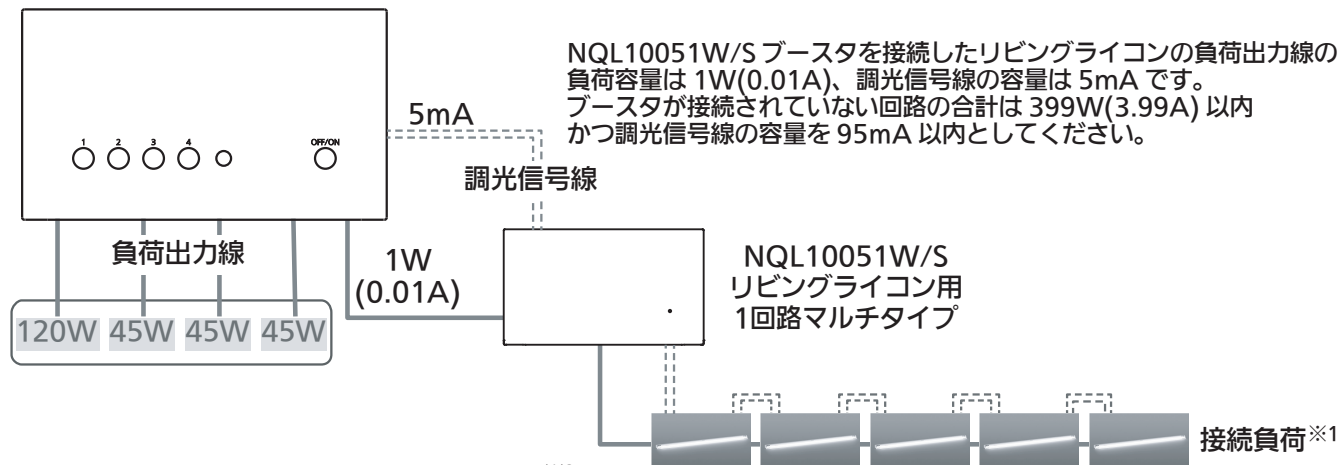 NQL10051W/S ブースタを接続したリビングライコンの負荷出力線の
負荷容量は 1W(0.01A)、調光信号線の容量は 5mA です。
ブースタが接続されていない回路の合計は 399W(3.99A) 以内
かつ調光信号線の容量を 95mA 以内としてください。
5mA
1 2 3 4 OFF/ON
調光信号線
負荷出力線
1W
(0.01A)
NQL10051W/S
リビングライコン用
1回路マルチタイプ
120W 45W 45W 45W
接続負荷※1